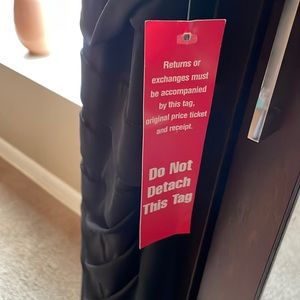 Returns or
exchanges must
be accompanied
by this tag,
original price ticket
and receipt.
Do Not
Detach
This Tag